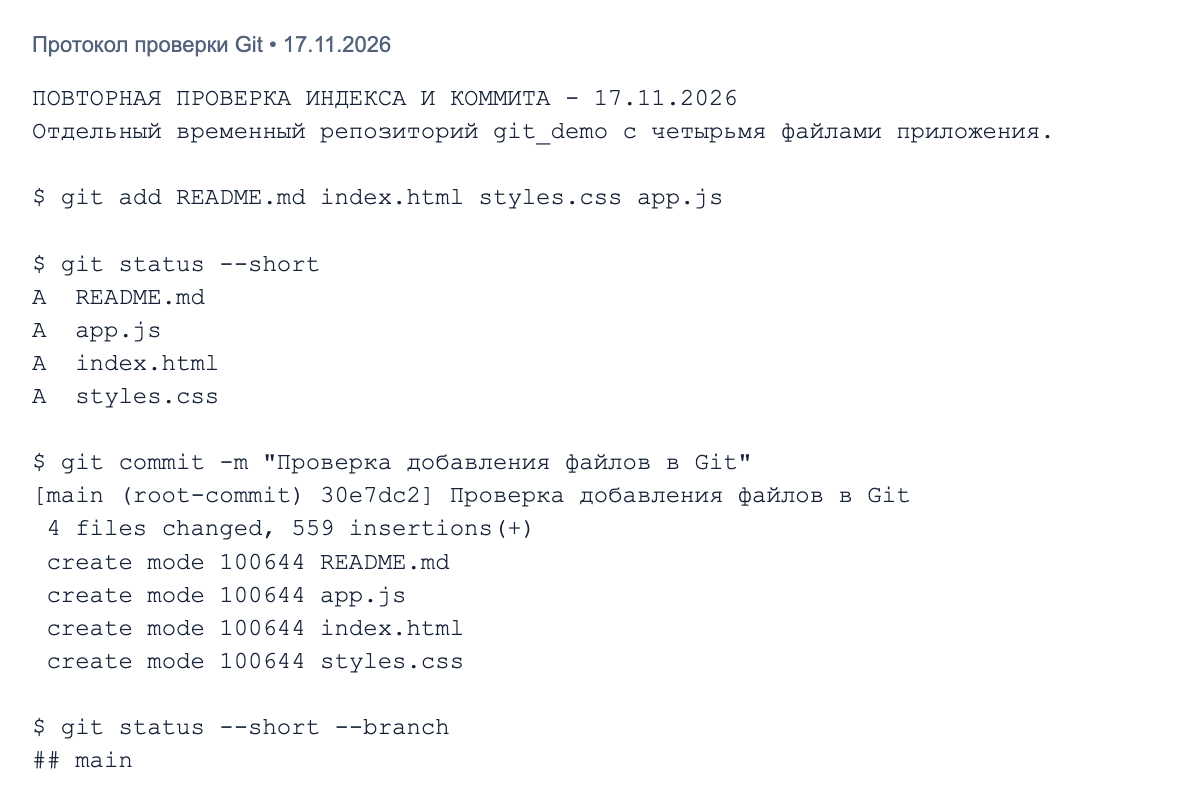 Протокол проверки Git • 17.11.2026
ПОВТОРНАЯ ПРОВЕРКА ИНДЕКСА И КОММИТА - 17.11.2026
Отдельный временный репозиторий git_demo с четырьмя файлами приложения.
$ git add README.md index.html styles.css app.js
$ git status --short
A  README.md
A  app.js
A  index.html
A  styles.css
$ git commit -m "Проверка добавления файлов в Git"
[main (root-commit) 30e7dc2] Проверка добавления файлов в Git
 4 files changed, 559 insertions(+)
 create mode 100644 README.md
 create mode 100644 app.js
 create mode 100644 index.html
 create mode 100644 styles.css
$ git status --short --branch
## main